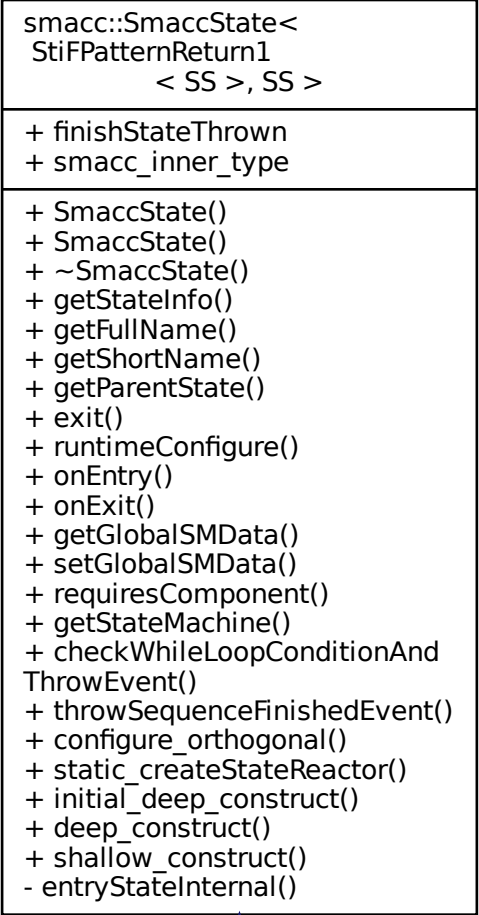 smacc::SmaccState<
StiFPatternReturn1
< SS >, SS >
+ finishStateThrown
+ smacc_inner_type
+ SmaccState()
+ SmaccState()
+ ~SmaccState()
+ getStateInfo()
+ getFullName()
+ getShortName()
+ getParentState()
+ exit()
+ runtimeConfigure()
+ onEntry()
+ onExit()
+ getGlobalSMData()
+ setGlobalSMData()
+ requiresComponent()
+ getStateMachine()
+ checkWhileLoopConditionAnd
ThrowEvent()
+ throwSequenceFinishedEvent()
+ configure_orthogonal()
+ static_createStateReactor()
+ initial_deep_construct()
+ deep_construct()
+ shallow_construct()
- entryStateInternal()